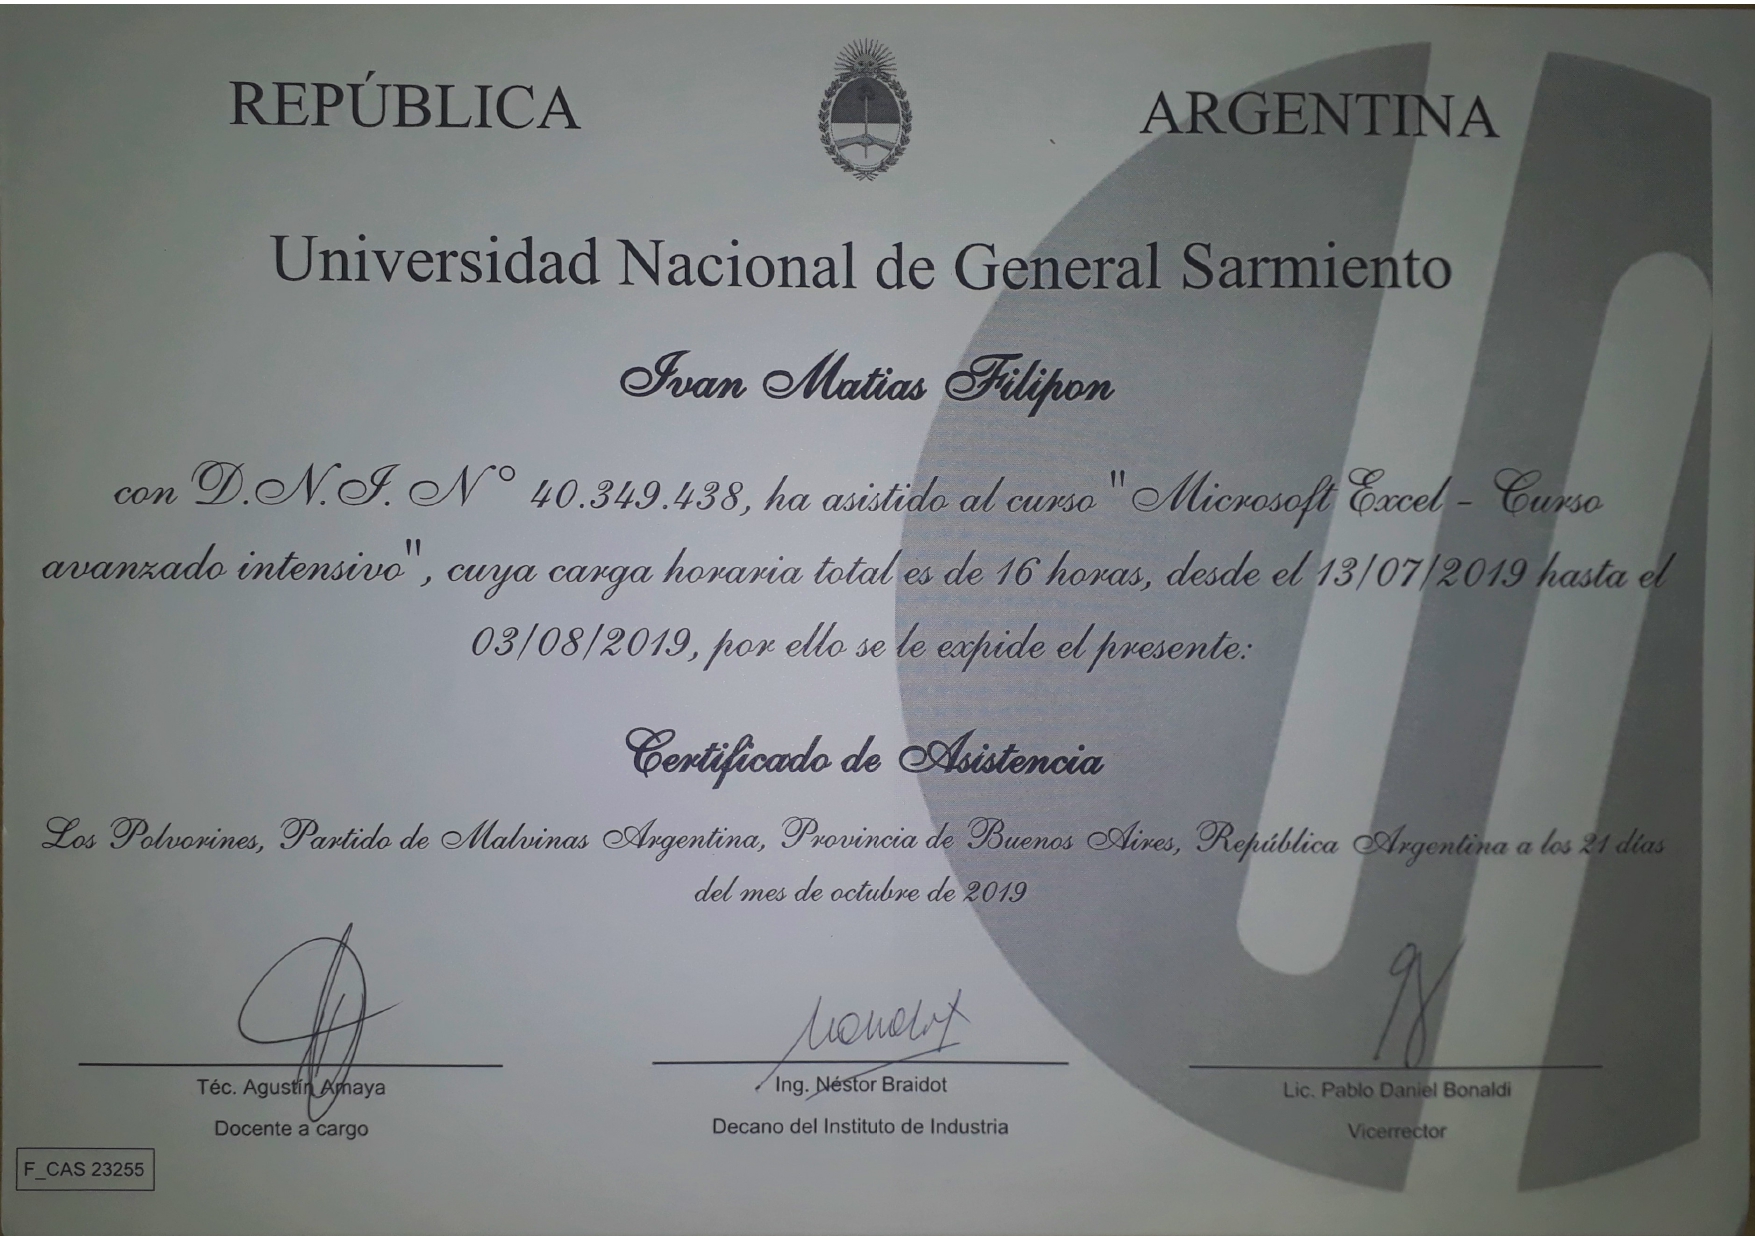 REPÚBLICA ARGENTINA
Universidad Nacional de General Sarmiento
Ivan Matias Filipon
con D.N.I. N° 40.349.438, ha asistido al curso "Microsoft Excel - Curso
avanzado intensivo", cuya carga horaria total es de 16 horas, desde el 13/07/2019 hasta el
03/08/2019, por ello se le expide el presente:
Certificado de Asistencia
Los Polvorines, Partido de Malvinas Argentina, Provincia de Buenos Aires, República Argentina a los 21 días
del mes de octubre de 2019
Téc. Agustín Amaya
Docente a cargo
Ing. Néstor Braidot
Decano del Instituto de Industria
Lic. Pablo Daniel Bonaldi
Vicerrector
F_CAS 23255